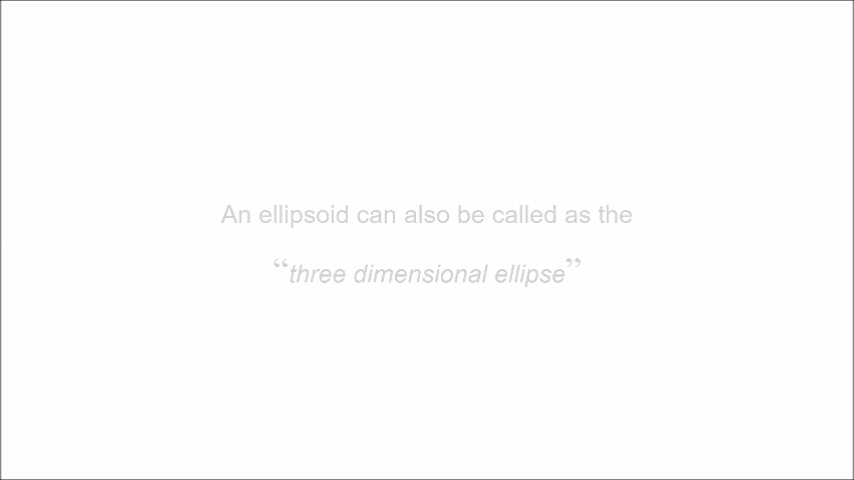 An ellipsoid can also be called as the
“three dimensional ellipse”